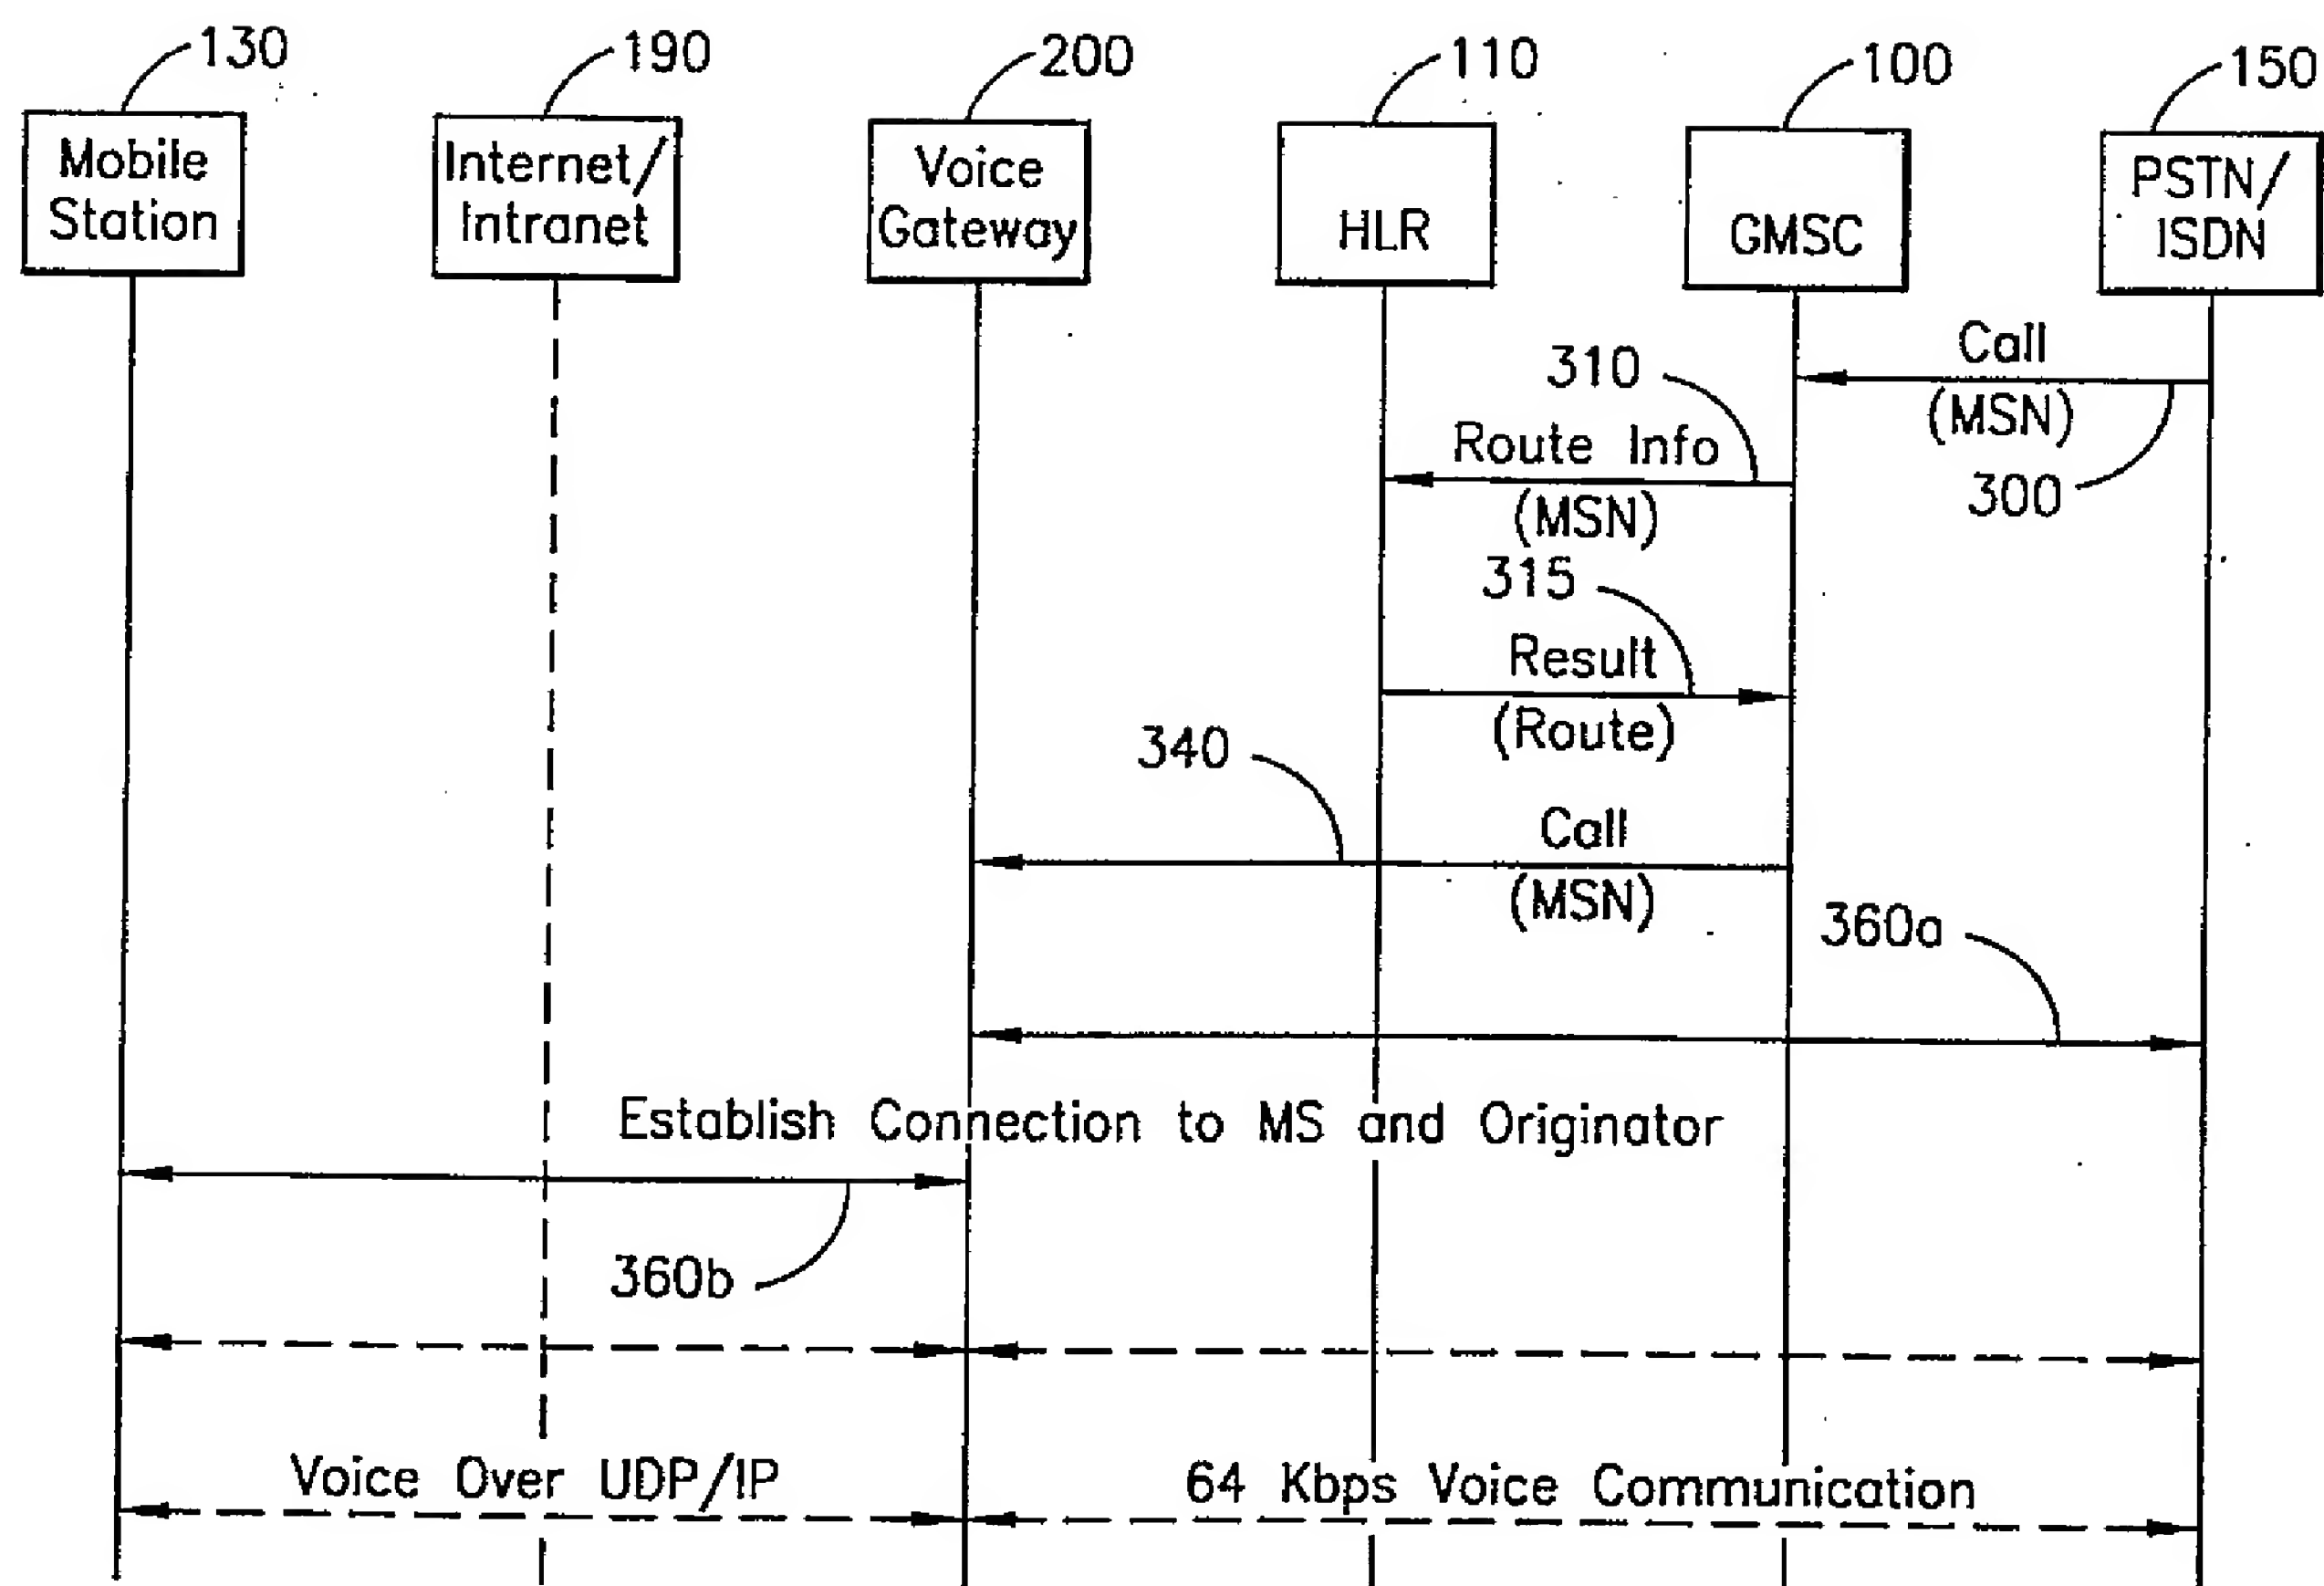 130
190
200
110
100
150
Mobile
Station
Internet/
Intranet
Voice
Gateway
HLR
GMSC
PSTN/
ISDN
Call
(MSN)
300
310
Route Info
(MSN)
315
Result
(Route)
340
Call
(MSN)
360a
Establish Connection to MS and Originator
360b
Voice Over UDP/IP
64 Kbps Voice Communication